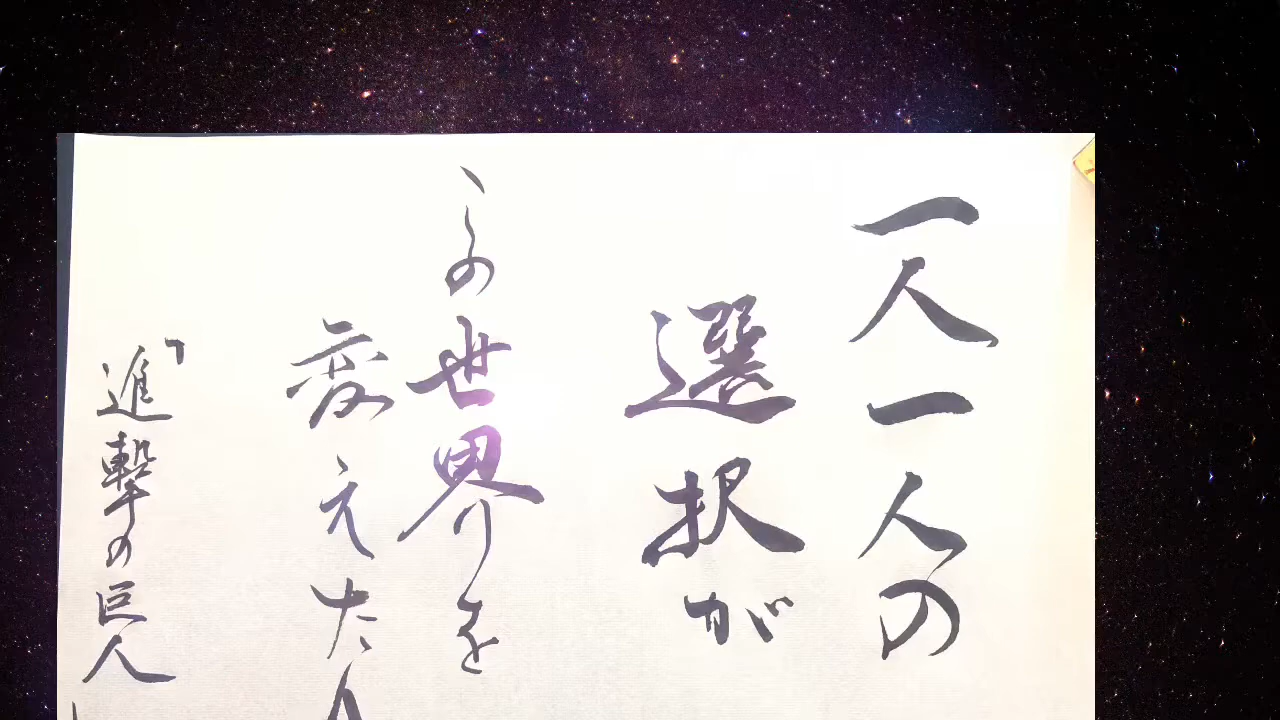 一人一人の
選択が
この世界を
変えた
「進撃の巨人